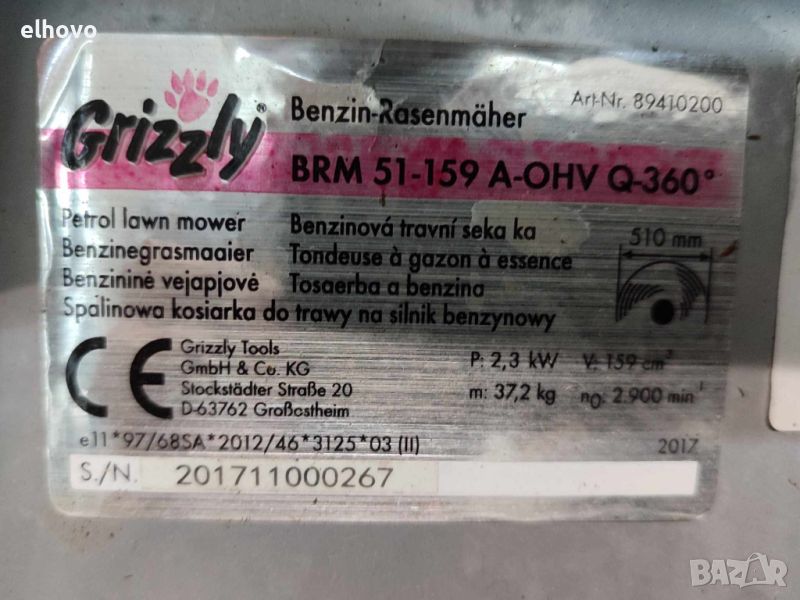 elhovo
Grizzly®
Benzin-Rasenmäher
Art-Nr. 89410200
BRM 51-159 A-OHV Q-360°
Petrol lawn mower
Benzinová travní seka ka
Benzinegrasmaaier
Tondeuse à gazon à essence
Benzininė vejapjovė
Tosaerba a benzina
Spalinowa kosiarka do trawy na silnik benzynowy
510 mm
CE
Grizzly Tools
GmbH & Co. KG
Stockstädter Straße 20
D-63762 Großostheim
P: 2,3 kW
V: 159 cm³
m: 37,2 kg
n₀: 2.900 min⁻¹
e11*97/68SA*2012/46*3125*03 (II)
2017
S./N. 201711000267
BAZAR